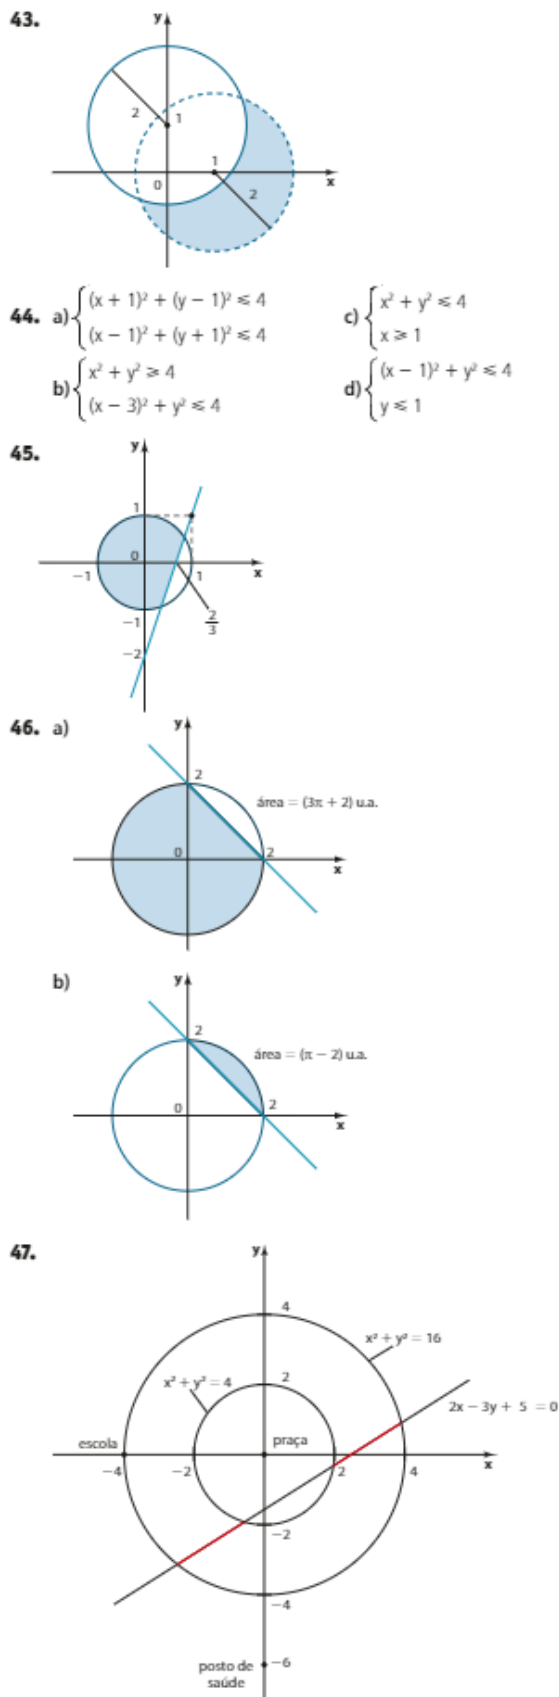 43.
y
2
1
1
0
x
2
44. a) { (x + 1)² + (y − 1)² ⩽ 4
(x − 1)² + (y + 1)² ⩽ 4
c) { x² + y² ⩽ 4
x ⩾ 1
b) { x² + y² ⩾ 4
(x − 3)² + y² ⩽ 4
d) { (x − 1)² + y² ⩽ 4
y ⩽ 1
45.
y
1
0
−1
1
x
−1
2/3
−2
46. a)
y
2
área = (3π + 2) u.a.
0
2
x
b)
y
2
área = (π − 2) u.a.
0
2
x
47.
y
4
x² + y² = 16
2
x² + y² = 4
2x − 3y + 5 = 0
escola
praça
−4
−2
2
4
x
−2
−4
−6
posto de
saúde